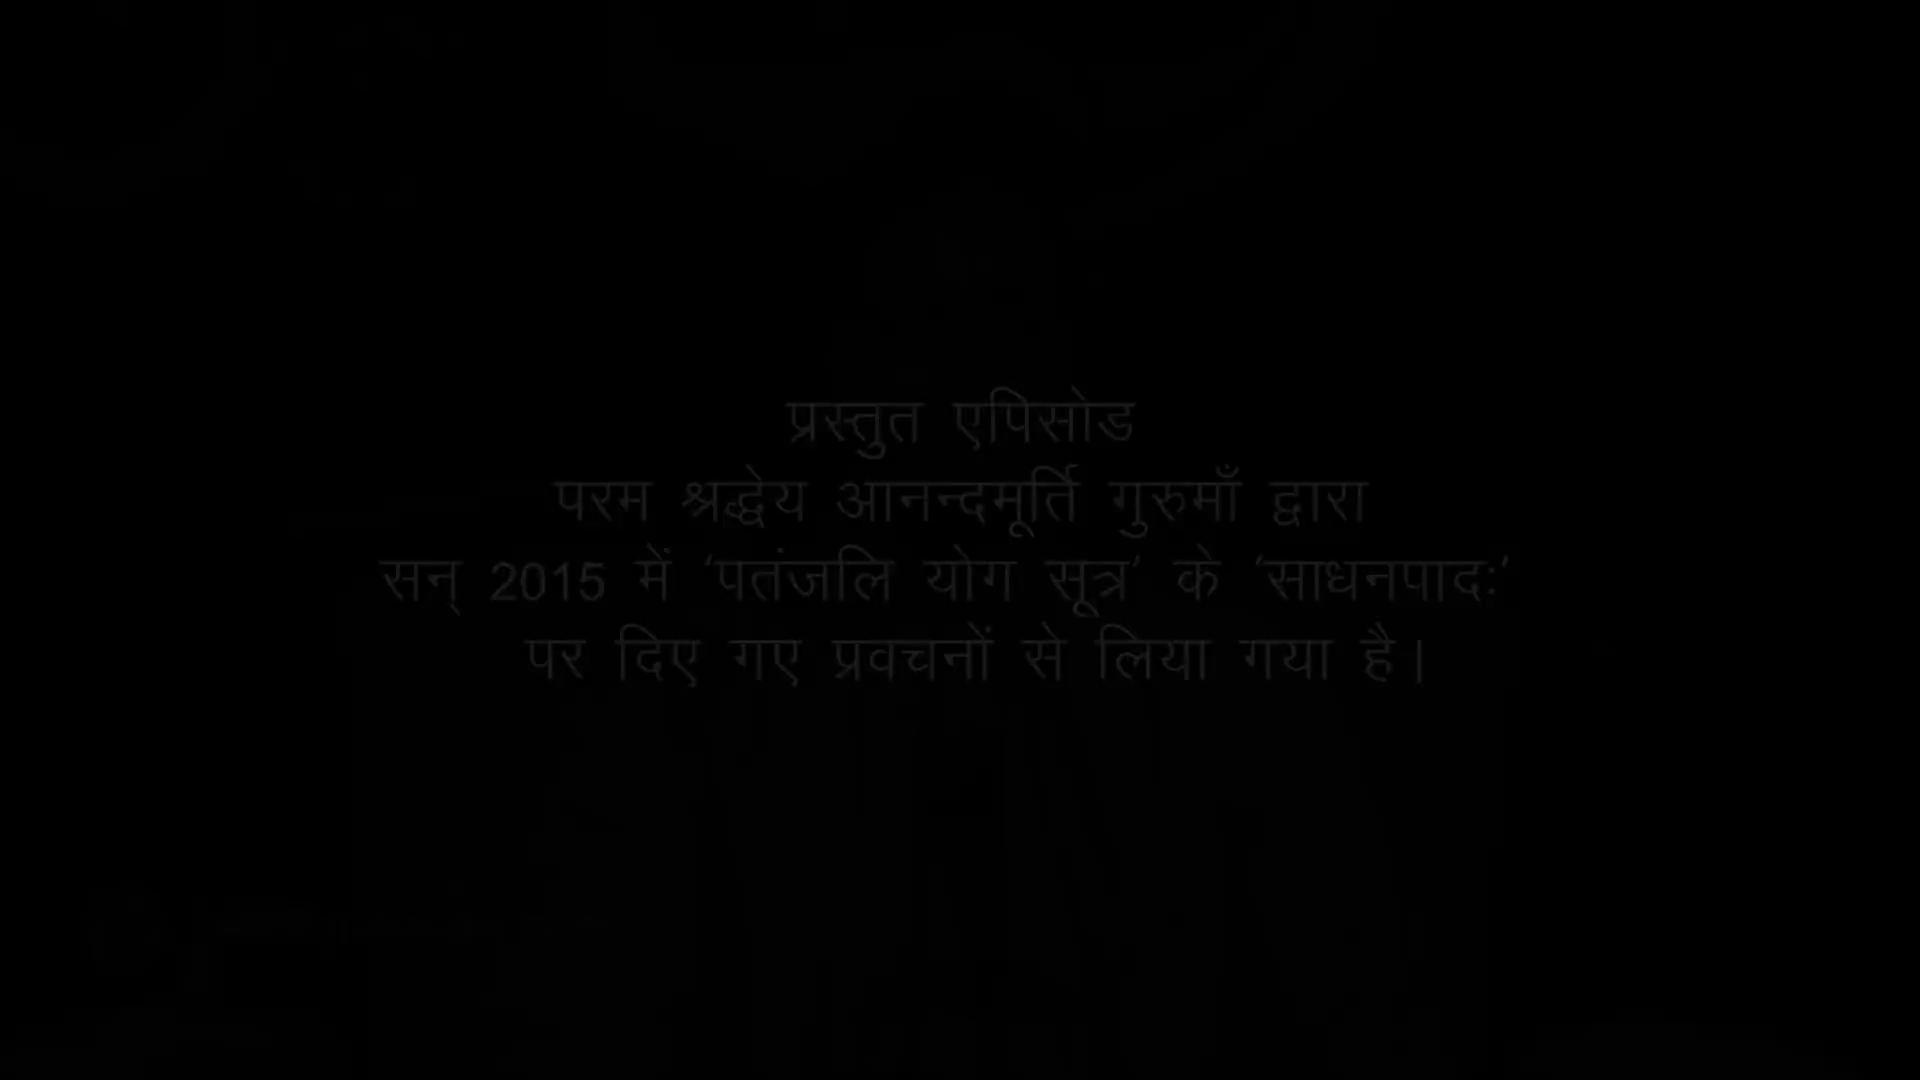 प्रस्तुत एपिसोड
परम श्रद्धेय आनन्दमूर्ति गुरुमाँ द्वारा
सन् 2015 में ‘पतंजलि योग सूत्र’ के ‘साधनपादः’
पर दिए गए प्रवचनों से लिया गया है।